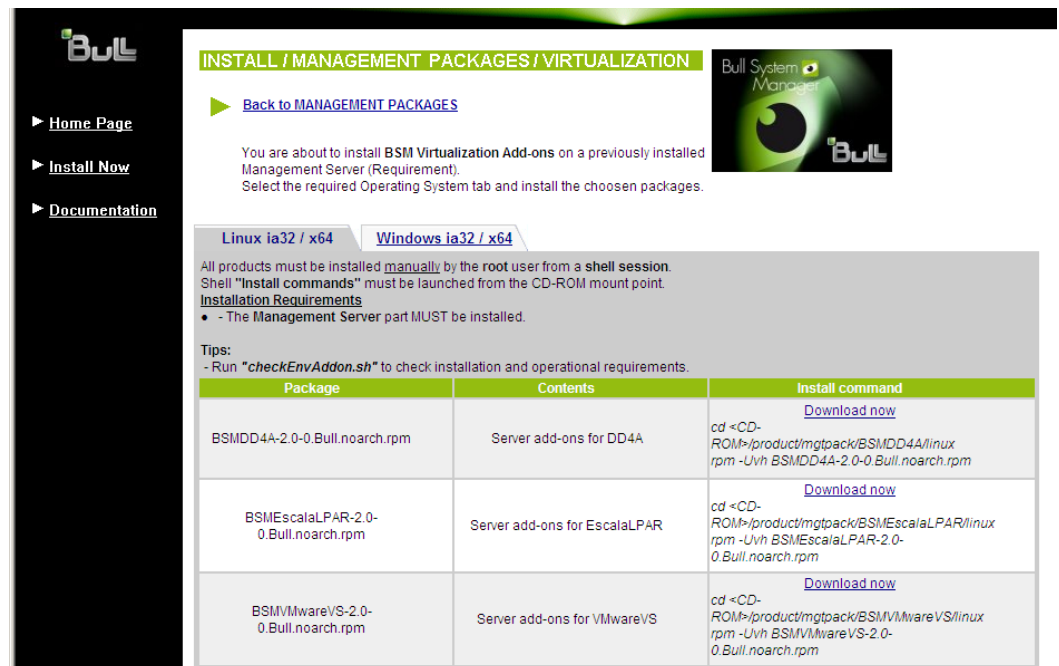 Bull
Home Page
Install Now
Documentation
INSTALL / MANAGEMENT PACKAGES / VIRTUALIZATION
Bull System
Manager
Bull
Back to MANAGEMENT PACKAGES
You are about to install BSM Virtualization Add-ons on a previously installed
Management Server (Requirement).
Select the required Operating System tab and install the choosen packages.
Linux ia32 / x64
Windows ia32 / x64
All products must be installed manually by the root user from a shell session.
Shell "Install commands" must be launched from the CD-ROM mount point.
Installation Requirements
● - The Management Server part MUST be installed.
Tips:
- Run "checkEnvAddon.sh" to check installation and operational requirements.
Package Contents Install command
BSMDD4A-2.0-0.Bull.noarch.rpm
Server add-ons for DD4A
Download now
cd <CD-
ROM>/product/mgtpack/BSMDD4A/linux
rpm -Uvh BSMDD4A-2.0-0.Bull.noarch.rpm
BSMEscalaLPAR-2.0-
0.Bull.noarch.rpm
Server add-ons for EscalaLPAR
Download now
cd <CD-
ROM>/product/mgtpack/BSMEscalaLPAR/linux
rpm -Uvh BSMEscalaLPAR-2.0-
0.Bull.noarch.rpm
BSMVMwareVS-2.0-
0.Bull.noarch.rpm
Server add-ons for VMwareVS
Download now
cd <CD-
ROM>/product/mgtpack/BSMVMwareVS/linux
rpm -Uvh BSMVMwareVS-2.0-
0.Bull.noarch.rpm